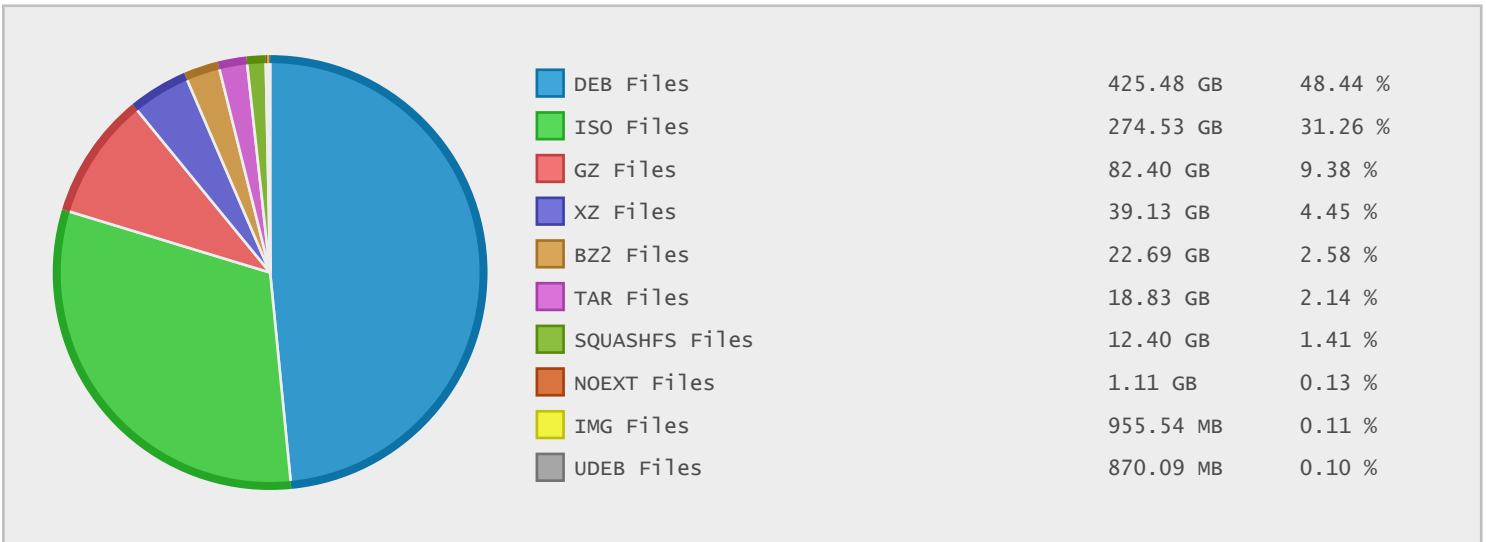 DEB Files 425.48 GB 48.44 %
ISO Files 274.53 GB 31.26 %
GZ Files 82.40 GB 9.38 %
XZ Files 39.13 GB 4.45 %
BZ2 Files 22.69 GB 2.58 %
TAR Files 18.83 GB 2.14 %
SQUASHFS Files 12.40 GB 1.41 %
NOEXT Files 1.11 GB 0.13 %
IMG Files 955.54 MB 0.11 %
UDEB Files 870.09 MB 0.10 %